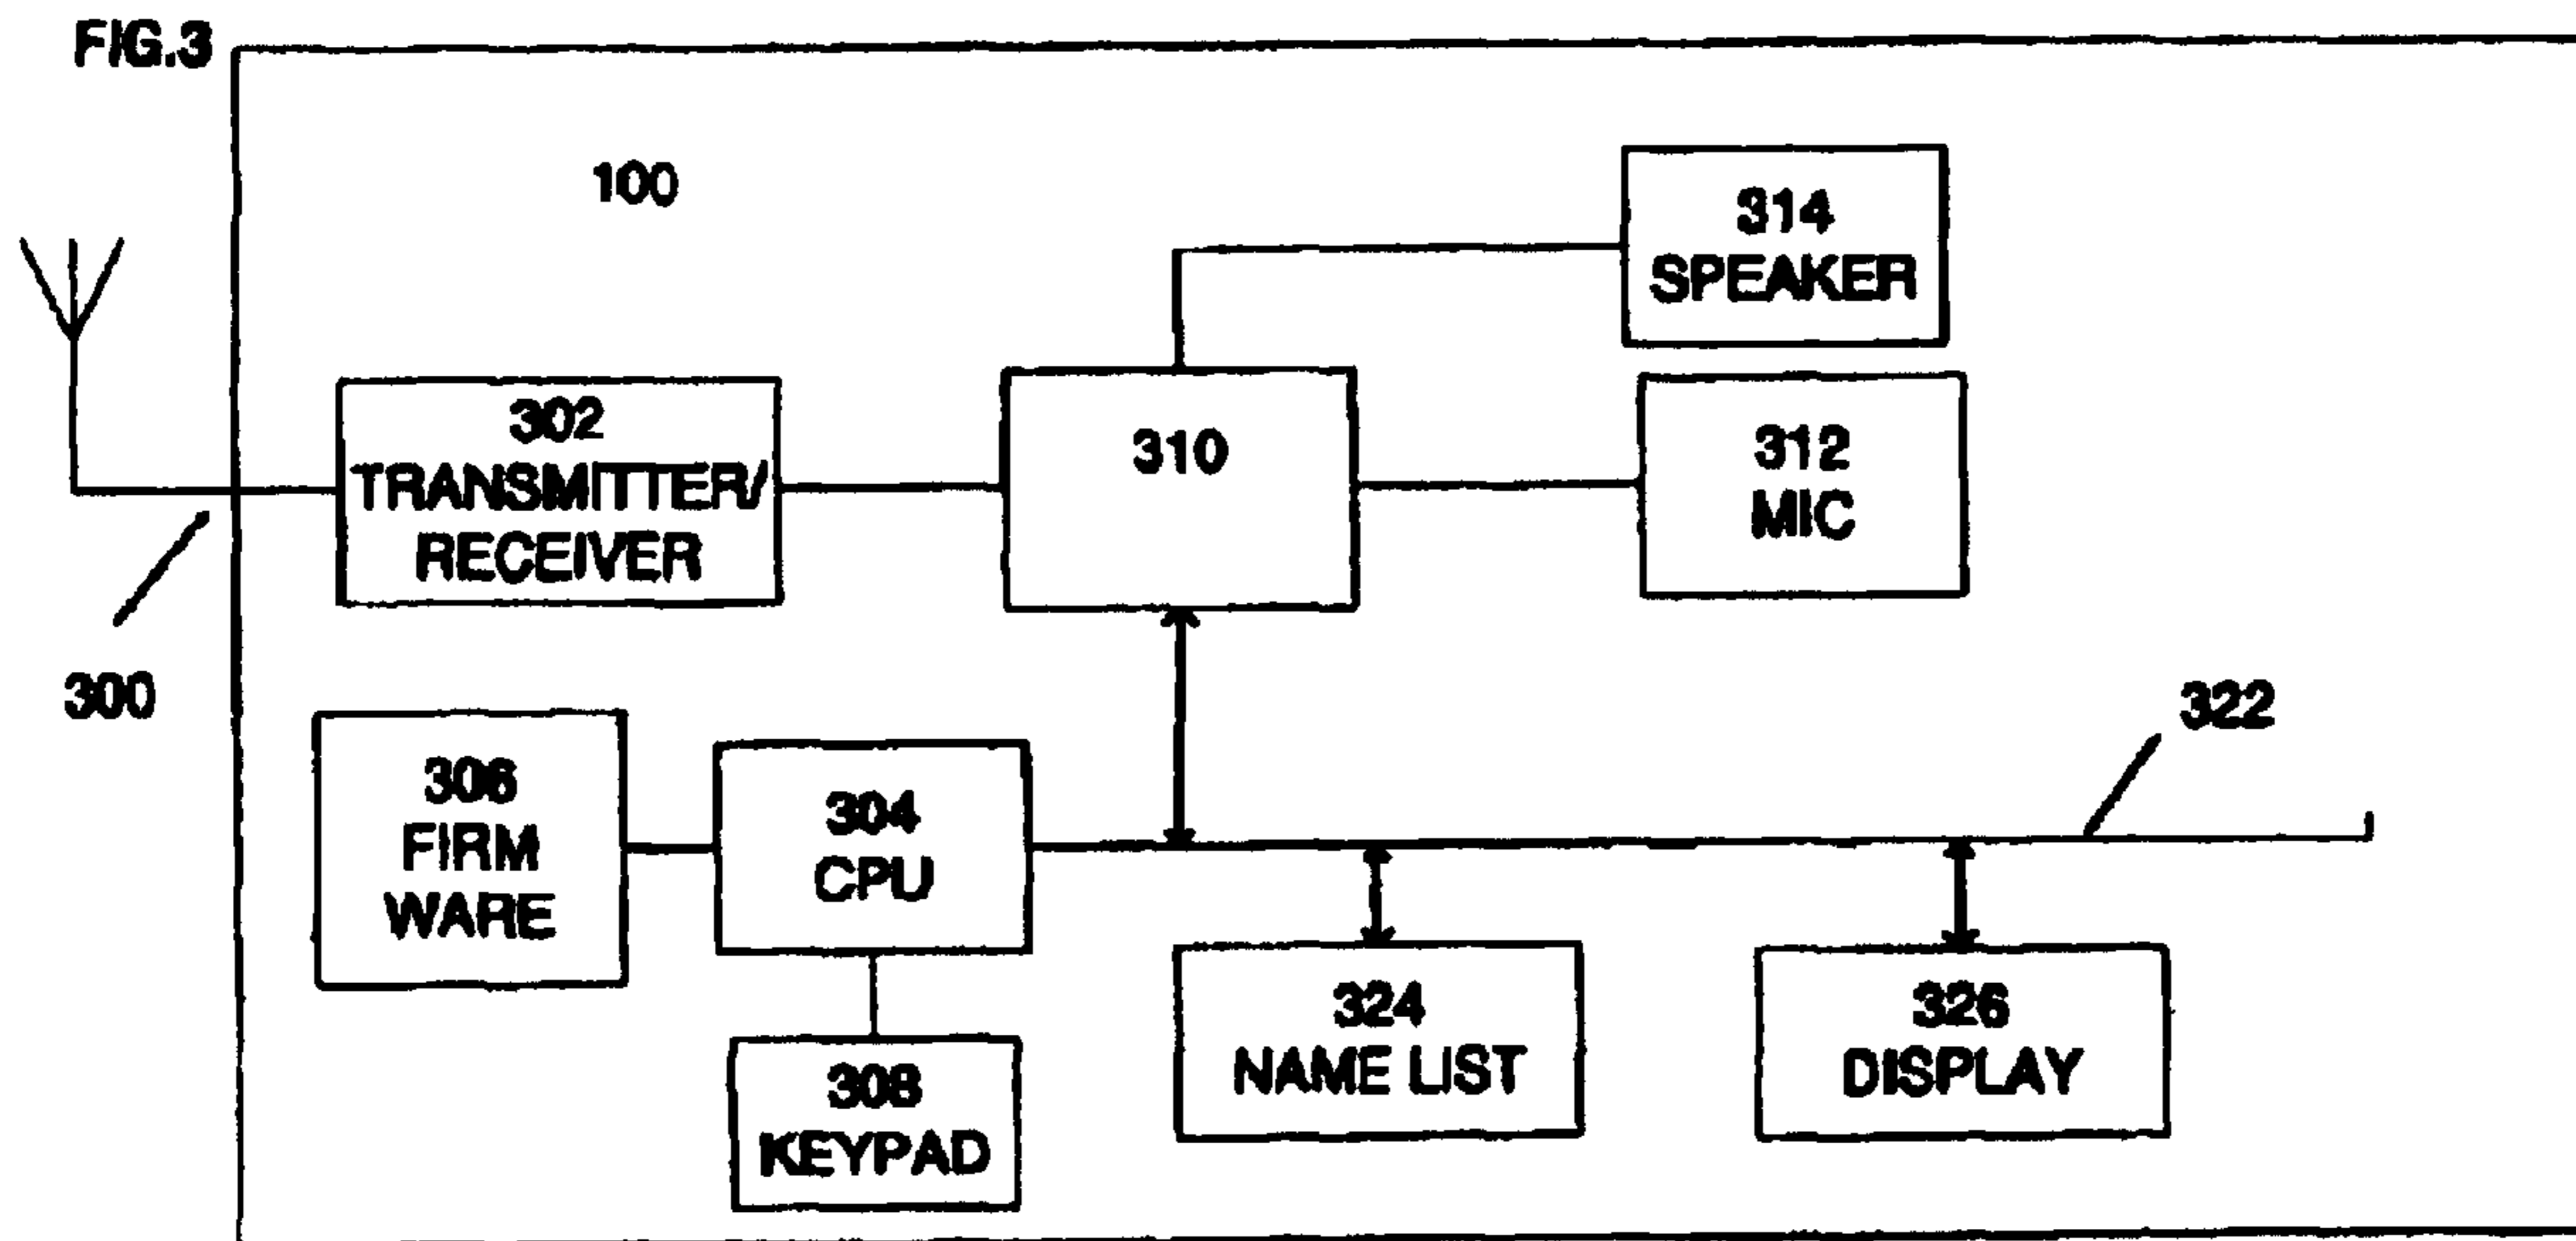 FIG.3
100
314
SPEAKER
302
TRANSMITTER/
RECEIVER
310
312
MIC
300
322
306
FIRM
WARE
304
CPU
308
KEYPAD
324
NAME LIST
326
DISPLAY